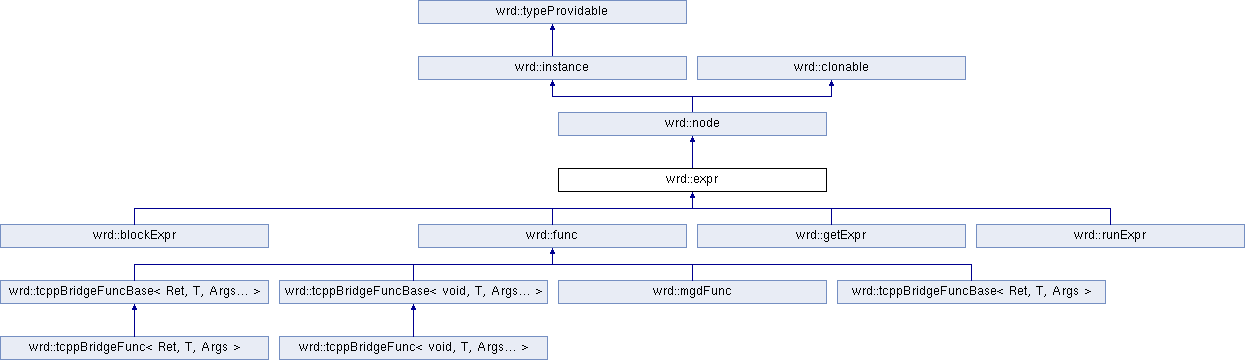 wrd::typeProvidable
wrd::instance
wrd::clonable
wrd::node
wrd::expr
wrd::blockExpr
wrd::func
wrd::getExpr
wrd::runExpr
wrd::tcppBridgeFuncBase< Ret, T, Args... >
wrd::tcppBridgeFuncBase< void, T, Args... >
wrd::mgdFunc
wrd::tcppBridgeFuncBase< Ret, T, Args >
wrd::tcppBridgeFunc< Ret, T, Args >
wrd::tcppBridgeFunc< void, T, Args... >